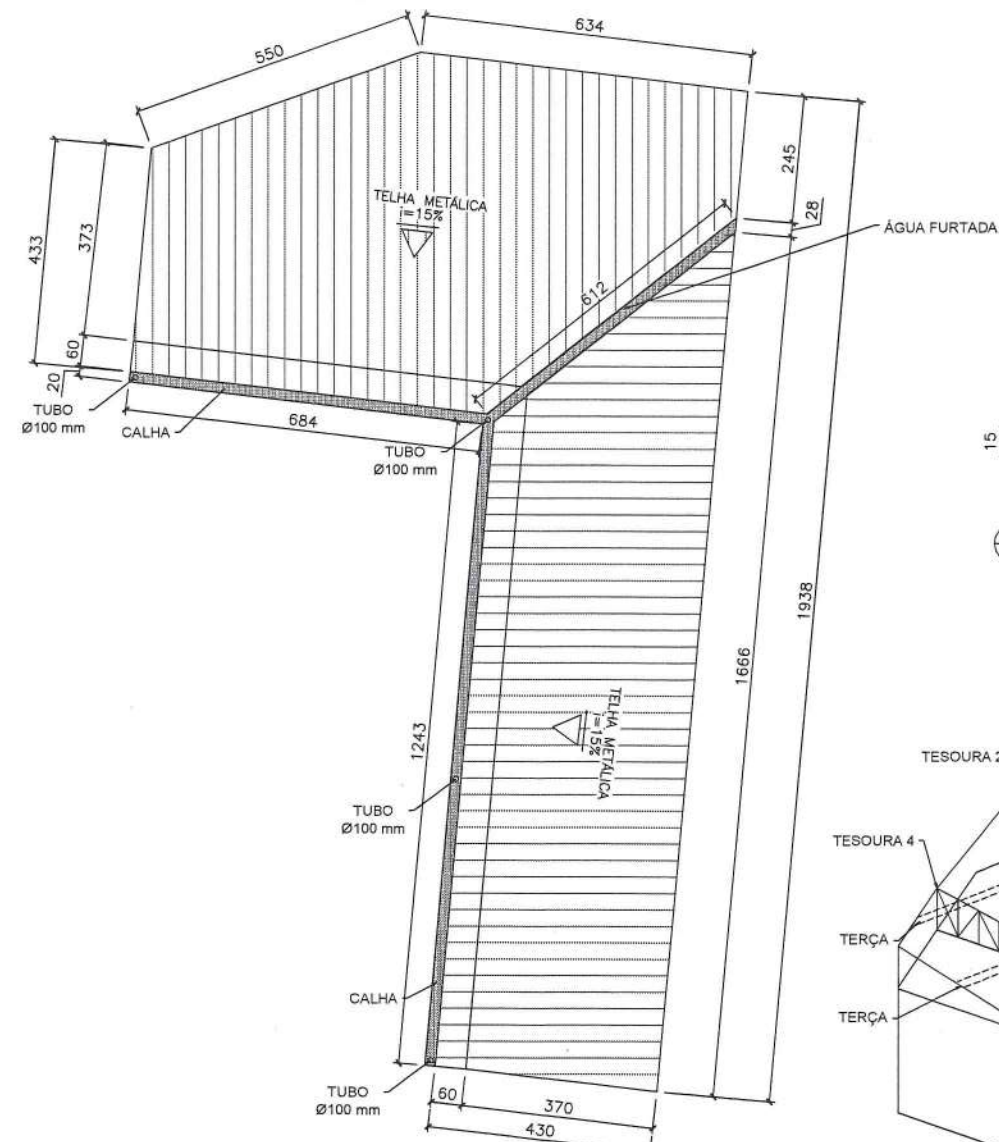 634
550
245
28
1938
ÁGUA FURTADA
TELHA METÁLICA
i=15%
433
373
60
20
612
TUBO
Ø100 mm
CALHA
684
TUBO
Ø100 mm
15
1243
1666
TELHA METÁLICA
i=15%
TUBO
Ø100 mm
TESOURA 2
TESOURA 4
TERÇA
TERÇA
CALHA
TUBO
Ø100 mm
60
370
430